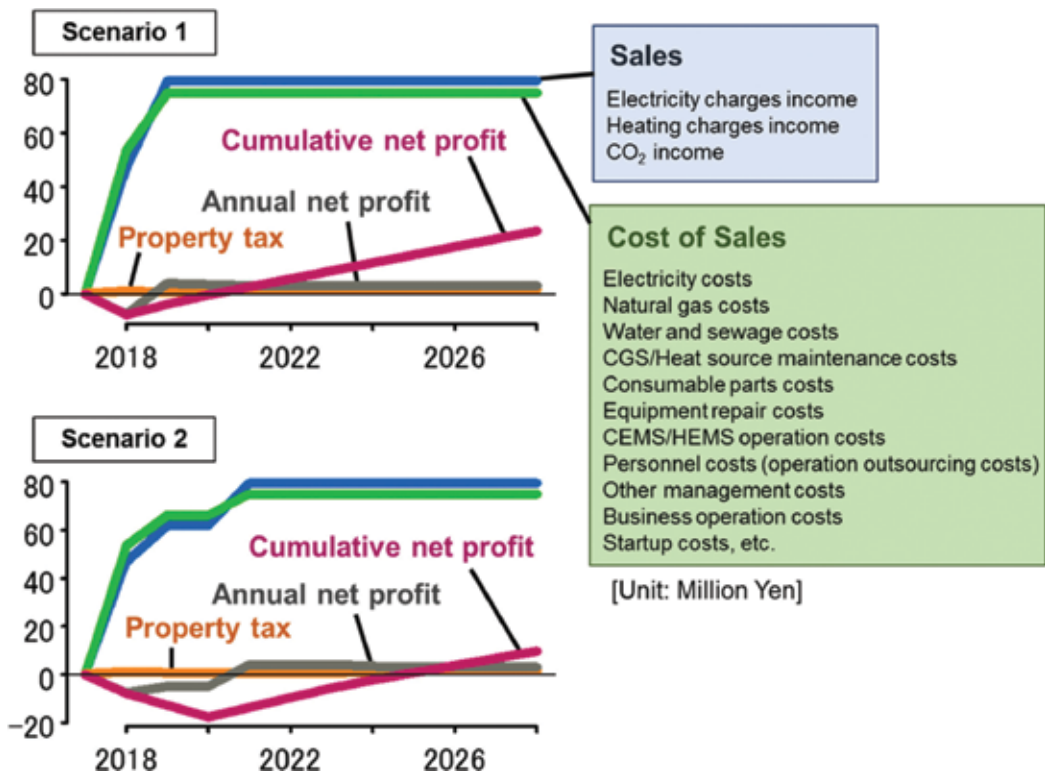 Scenario 1
80
60
40
20
0
2018
2022
2026
Cumulative net profit
Annual net profit
Property tax
Sales
Electricity charges income
Heating charges income
CO₂ income
Cost of Sales
Electricity costs
Natural gas costs
Water and sewage costs
CGS/Heat source maintenance costs
Consumable parts costs
Equipment repair costs
CEMS/HEMS operation costs
Personnel costs (operation outsourcing costs)
Other management costs
Business operation costs
Startup costs, etc.
[Unit: Million Yen]
Scenario 2
80
60
40
20
0
−20
2018
2022
2026
Cumulative net profit
Annual net profit
Property tax